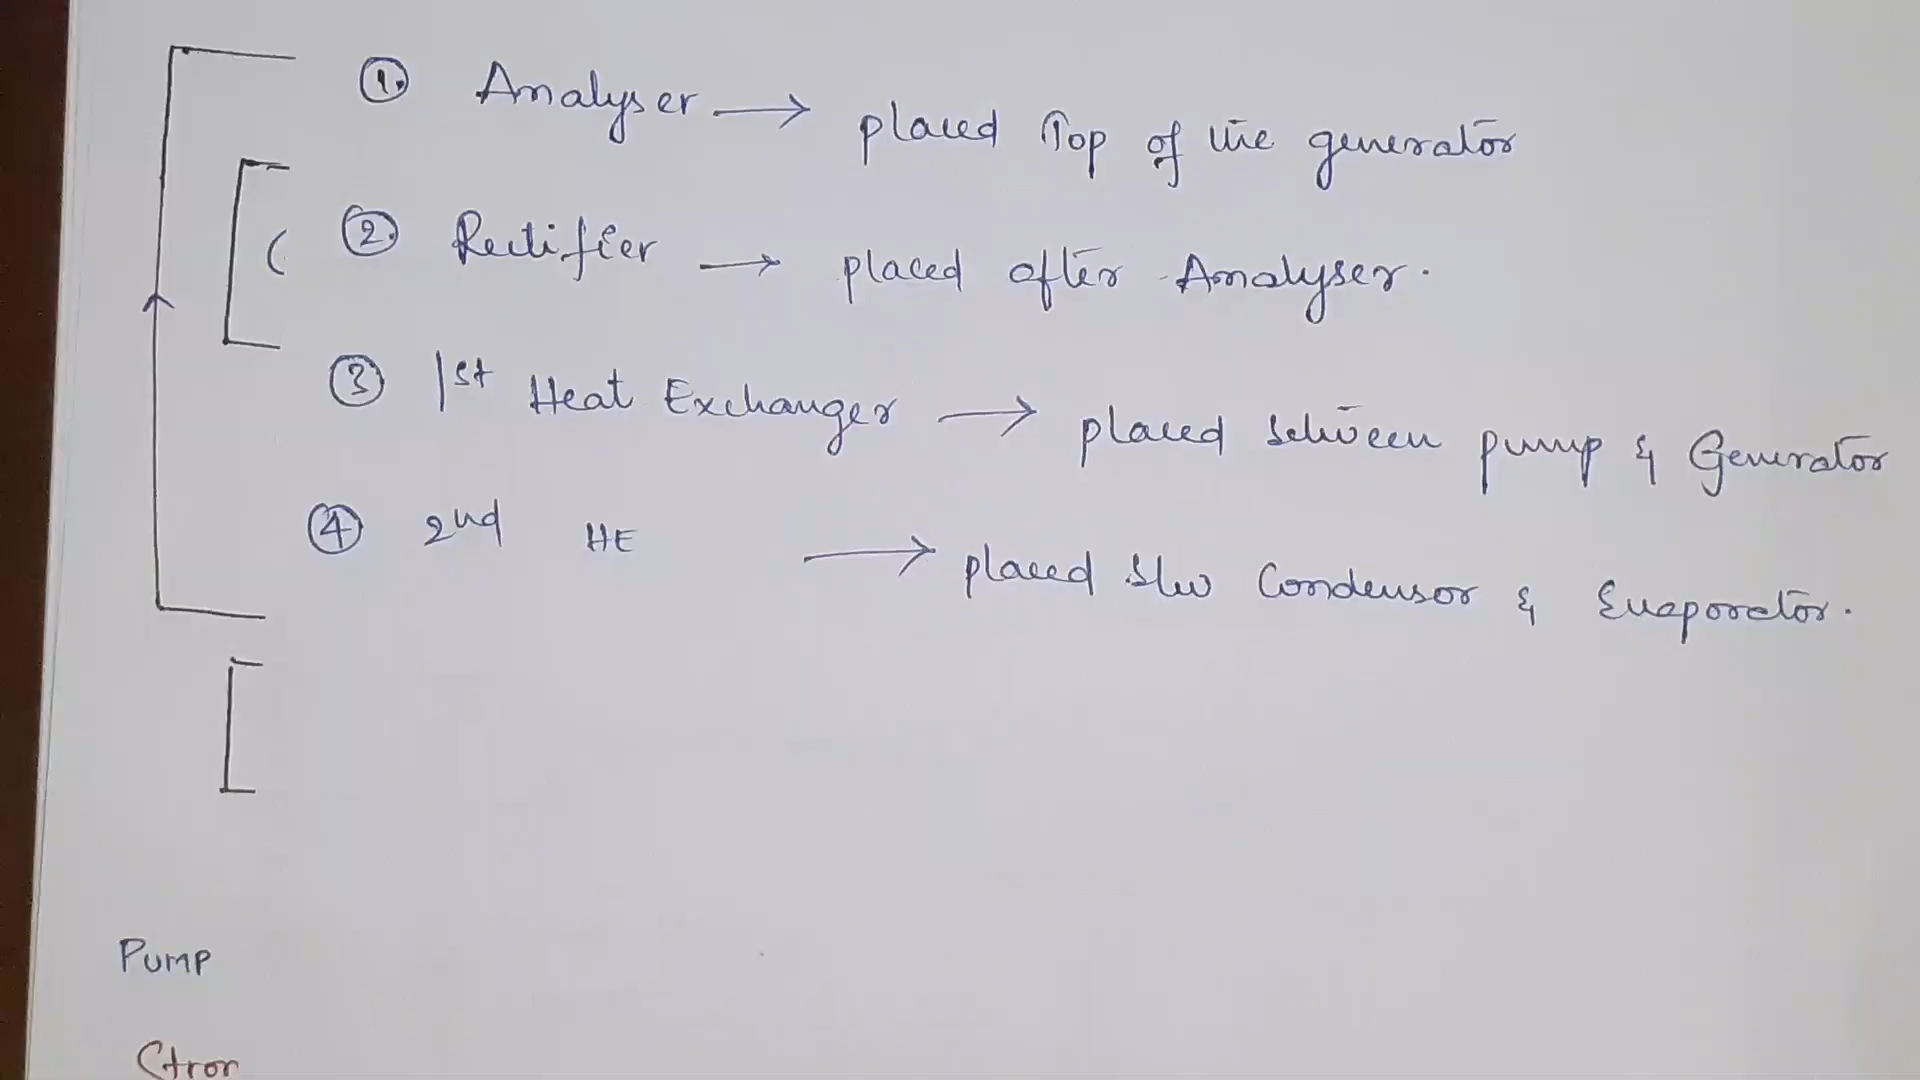 1. Analyser → placed Top of the generator
2. Rectifier → placed after Analyser.
3 1st Heat Exchanger → placed between pump & Generator
4 2nd HE → placed b/w Condensor & Evaporator.
Pump